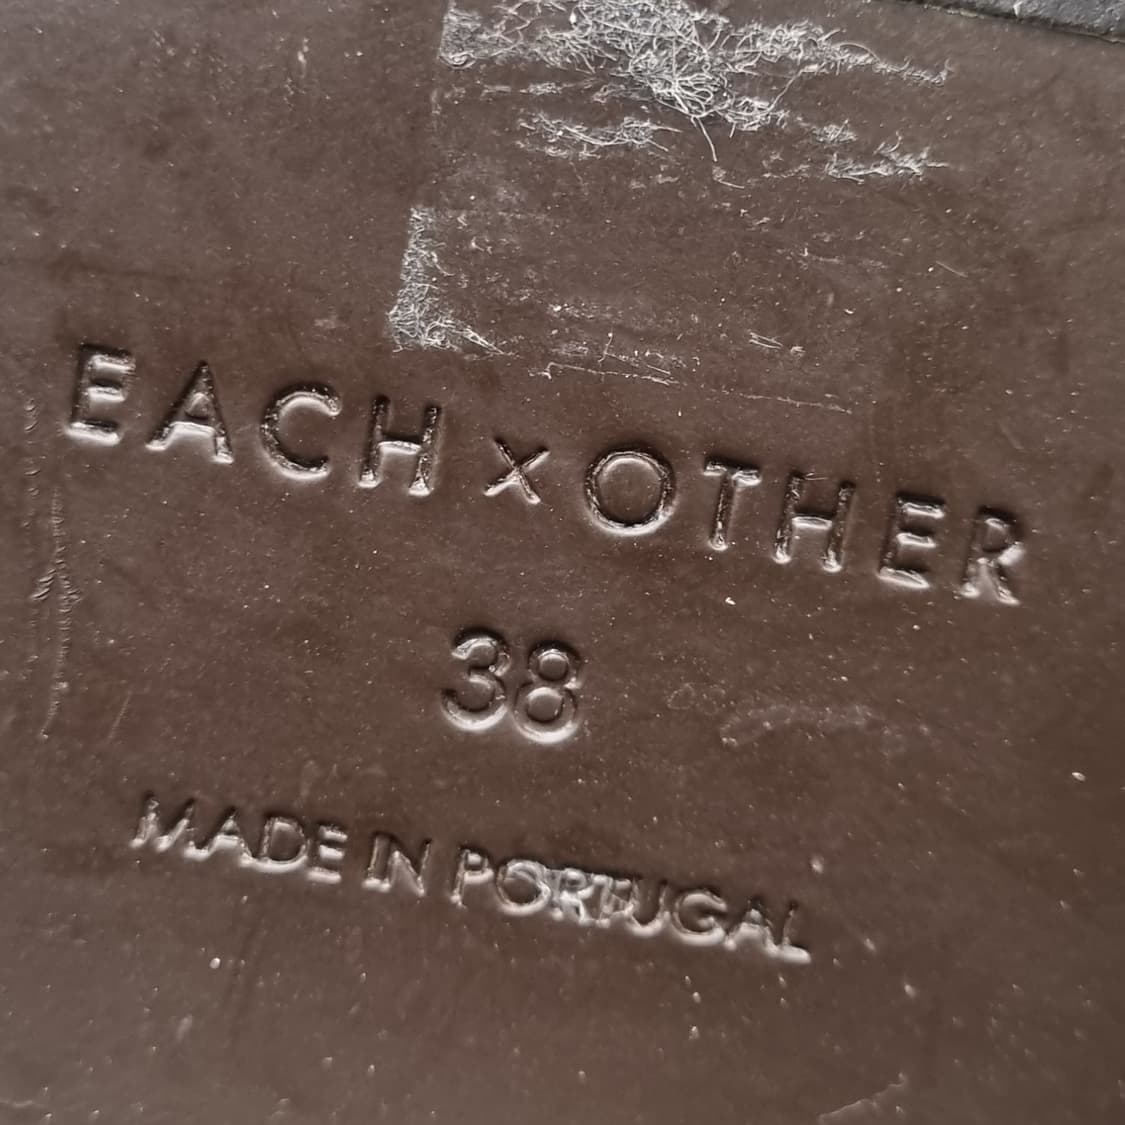 EACH x OTHER
38
MADE IN PORTUGAL